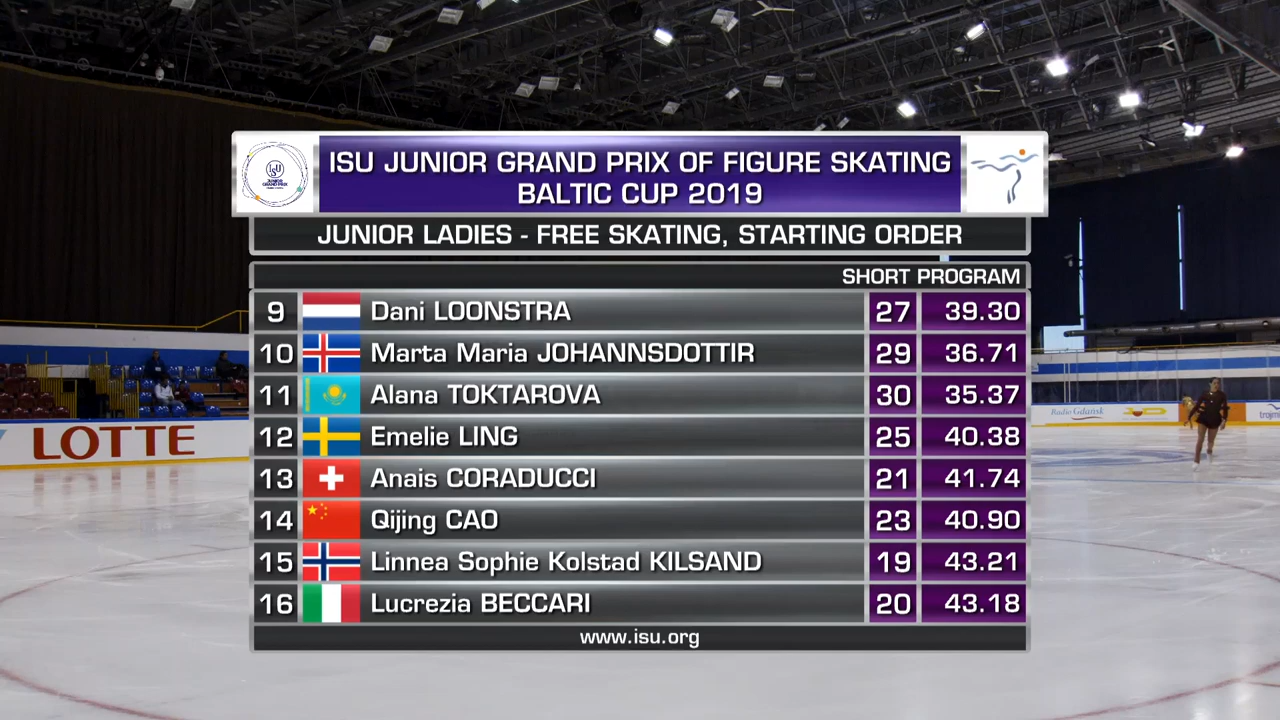 ISU JUNIOR GRAND PRIX OF FIGURE SKATING
BALTIC CUP 2019
JUNIOR LADIES - FREE SKATING, STARTING ORDER
SHORT PROGRAM
9 Dani LOONSTRA 27 39.30
10 Marta Maria JOHANNSDOTTIR 29 36.71
11 Alana TOKTAROVA 30 35.37
12 Emelie LING 25 40.38
13 Anais CORADUCCI 21 41.74
14 Qijing CAO 23 40.90
15 Linnea Sophie Kolstad KILSAND 19 43.21
16 Lucrezia BECCARI 20 43.18
www.isu.org
LOTTE
Radio Gdańsk
trojm